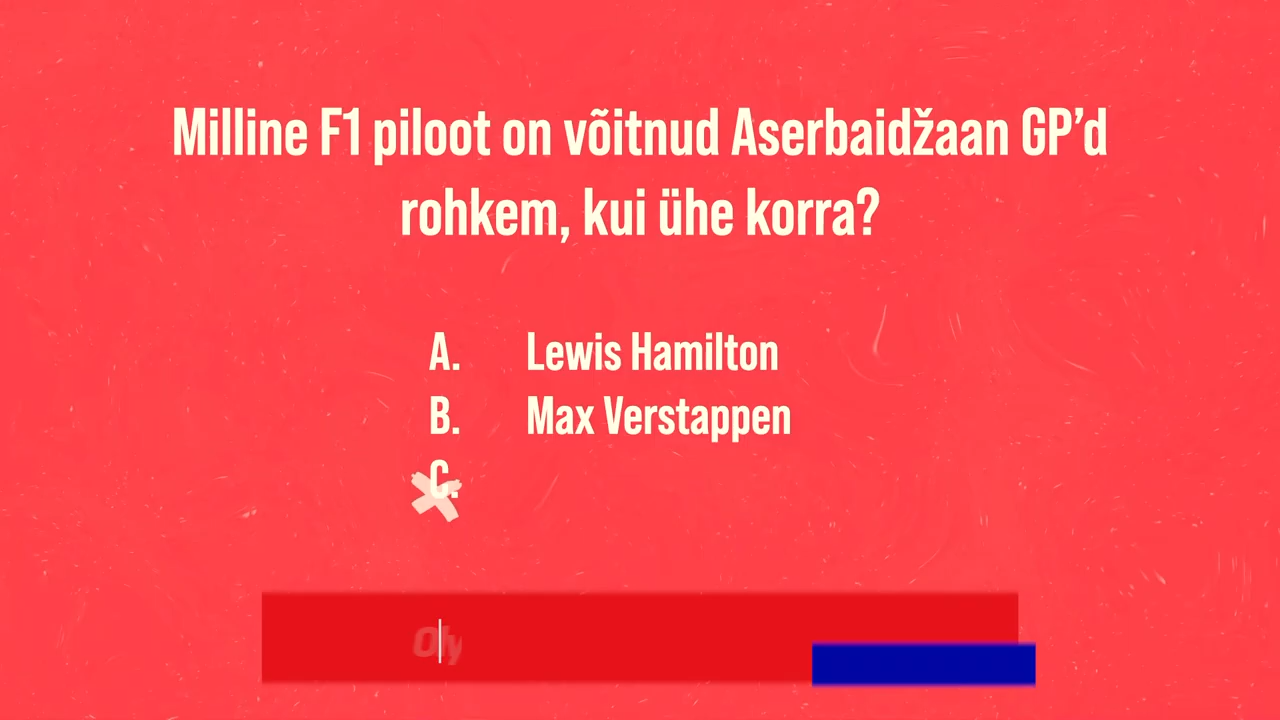 Milline F1 piloot on võitnud Aserbaidžaan GP’d
rohkem, kui ühe korra?
A. Lewis Hamilton
B. Max Verstappen
C.